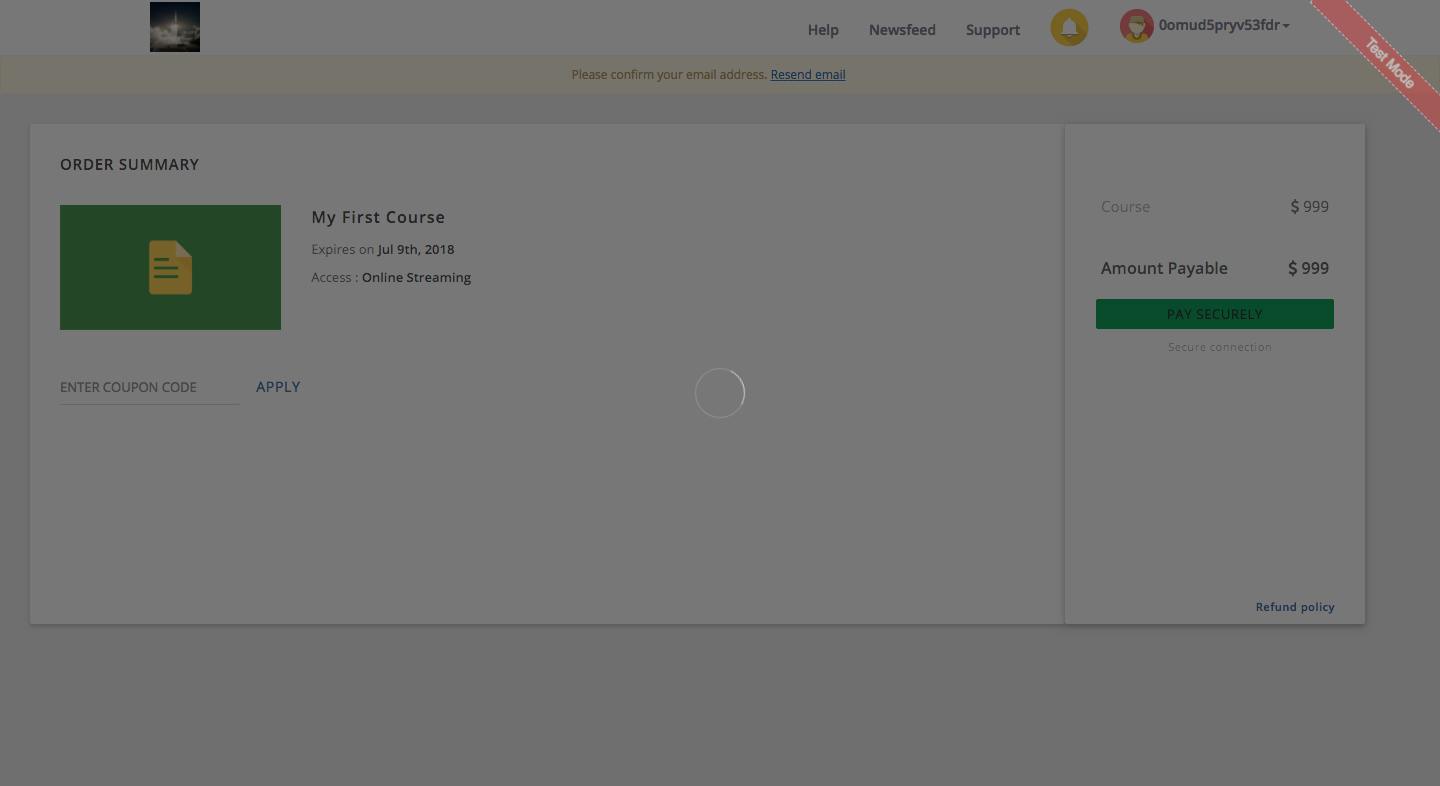 Help Newsfeed Support 0omud5pryv53fdr
Test Mode
Please confirm your email address. Resend email
ORDER SUMMARY
My First Course
Expires on Jul 9th, 2018
Access : Online Streaming
ENTER COUPON CODE APPLY
Course $ 999
Amount Payable $ 999
PAY SECURELY
Secure connection
Refund policy